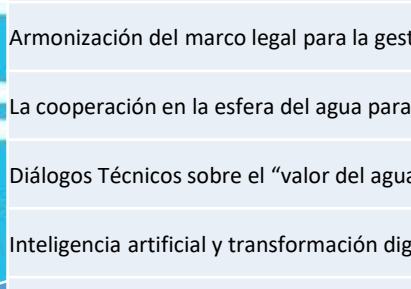 Armonización del marco legal para la
La cooperación en la esfera del agua para
Diálogos Técnicos sobre el “valor del agua
Inteligencia artificial y transformación